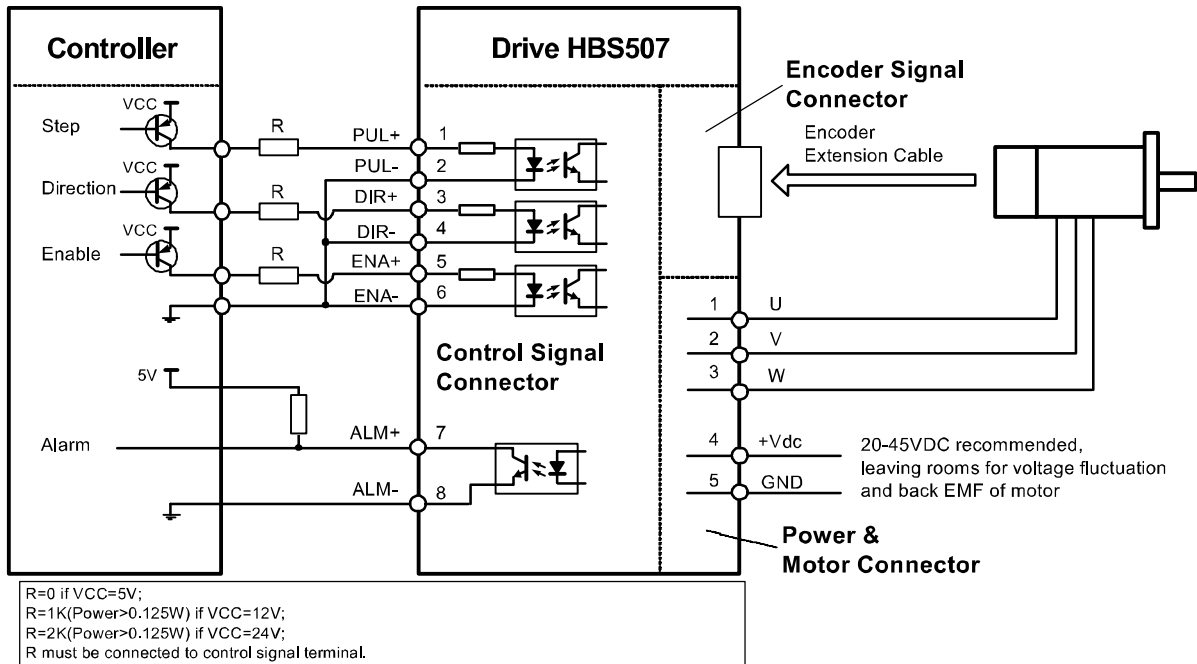 Controller
Drive HBS507
Encoder Signal
Connector
Encoder
Extension Cable
VCC
Step
R
PUL+
1
PUL-
2
VCC
Direction
R
DIR+
3
DIR-
4
VCC
Enable
R
ENA+
5
ENA-
6
Control Signal
Connector
1
U
2
V
3
W
5V
Alarm
ALM+
7
ALM-
8
4
+Vdc
5
GND
20-45VDC recommended,
leaving rooms for voltage fluctuation
and back EMF of motor
Power &
Motor Connector
R=0 if VCC=5V;
R=1K(Power>0.125W) if VCC=12V;
R=2K(Power>0.125W) if VCC=24V;
R must be connected to control signal terminal.